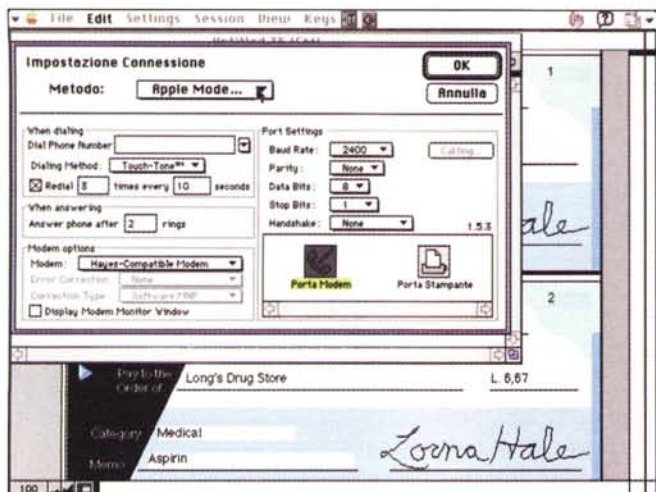 File Edit Settings Session View Keys
Impostazione Connessione
OK
Metodo: Apple Mode...
Annulla
When dialing
Dial Phone Number
Dialing Method: Touch-Tone™
Redial 3 times every 10 seconds
When answering
Answer phone after 2 rings
Modem options
Modem: Hayes-Compatible Modem
Error Correction: None
Correction Type: Software MNP
Display Modem Monitor Window
Port Settings
Baud Rate: 2400
Parity: None
Data Bits: 8
Stop Bits: 1
Handshake: None
1.5.3
Porta Modem
Porta Stampante
1
ale
2
Pay to the
Order of
Long's Drug Store
L. 6,67
Category Medical
Memo Aspirin
Lorna Hale
100